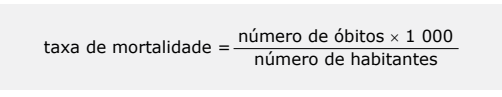 taxa de mortalidade = número de óbitos × 1 000
número de habitantes